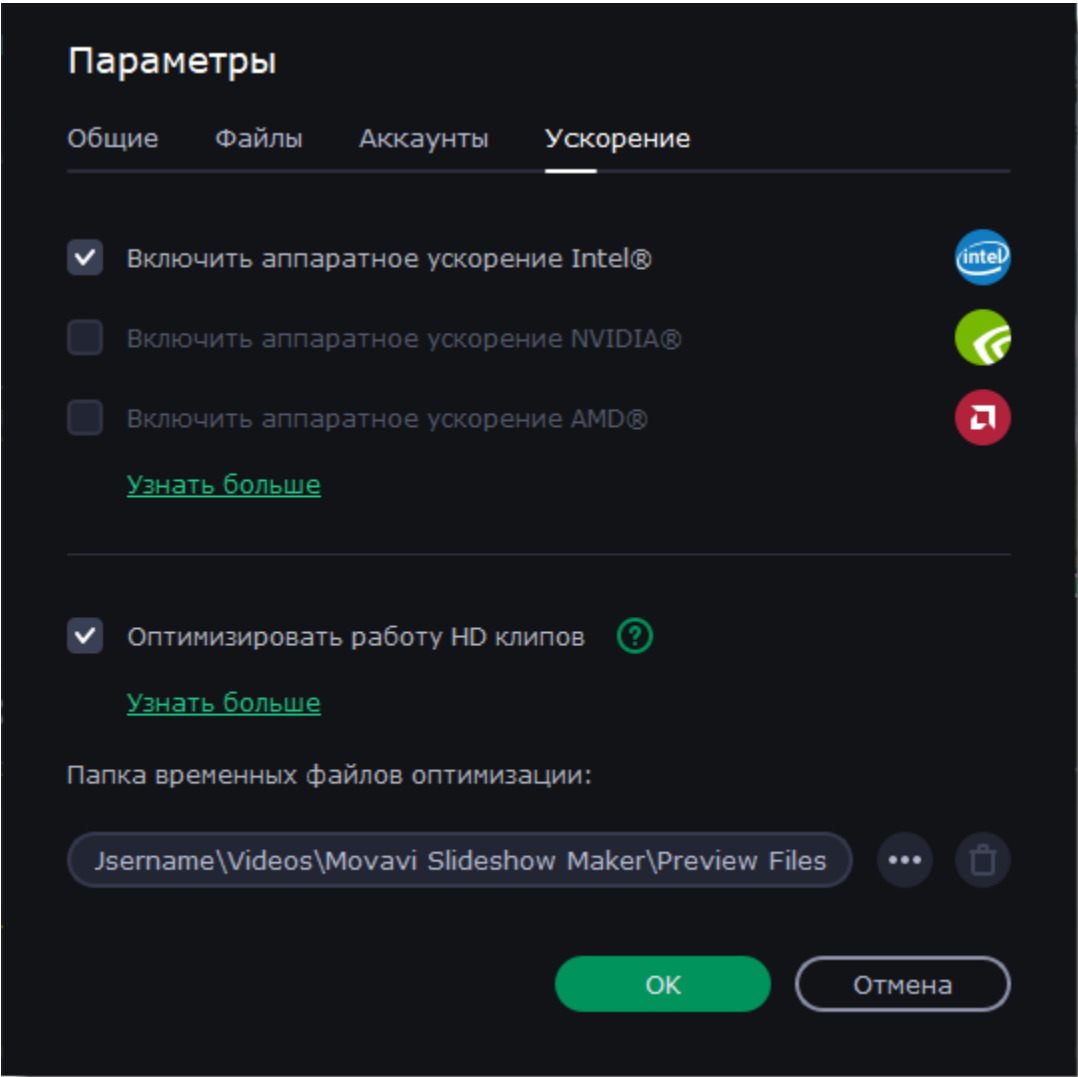 Параметры
Общие Файлы Аккаунты Ускорение
Включить аппаратное ускорение Intel®
intel
Включить аппаратное ускорение NVIDIA®
Включить аппаратное ускорение AMD®
Узнать больше
Оптимизировать работу HD клипов ?
Узнать больше
Папка временных файлов оптимизации:
Jsername\Videos\Movavi Slideshow Maker\Preview Files
OK Отмена